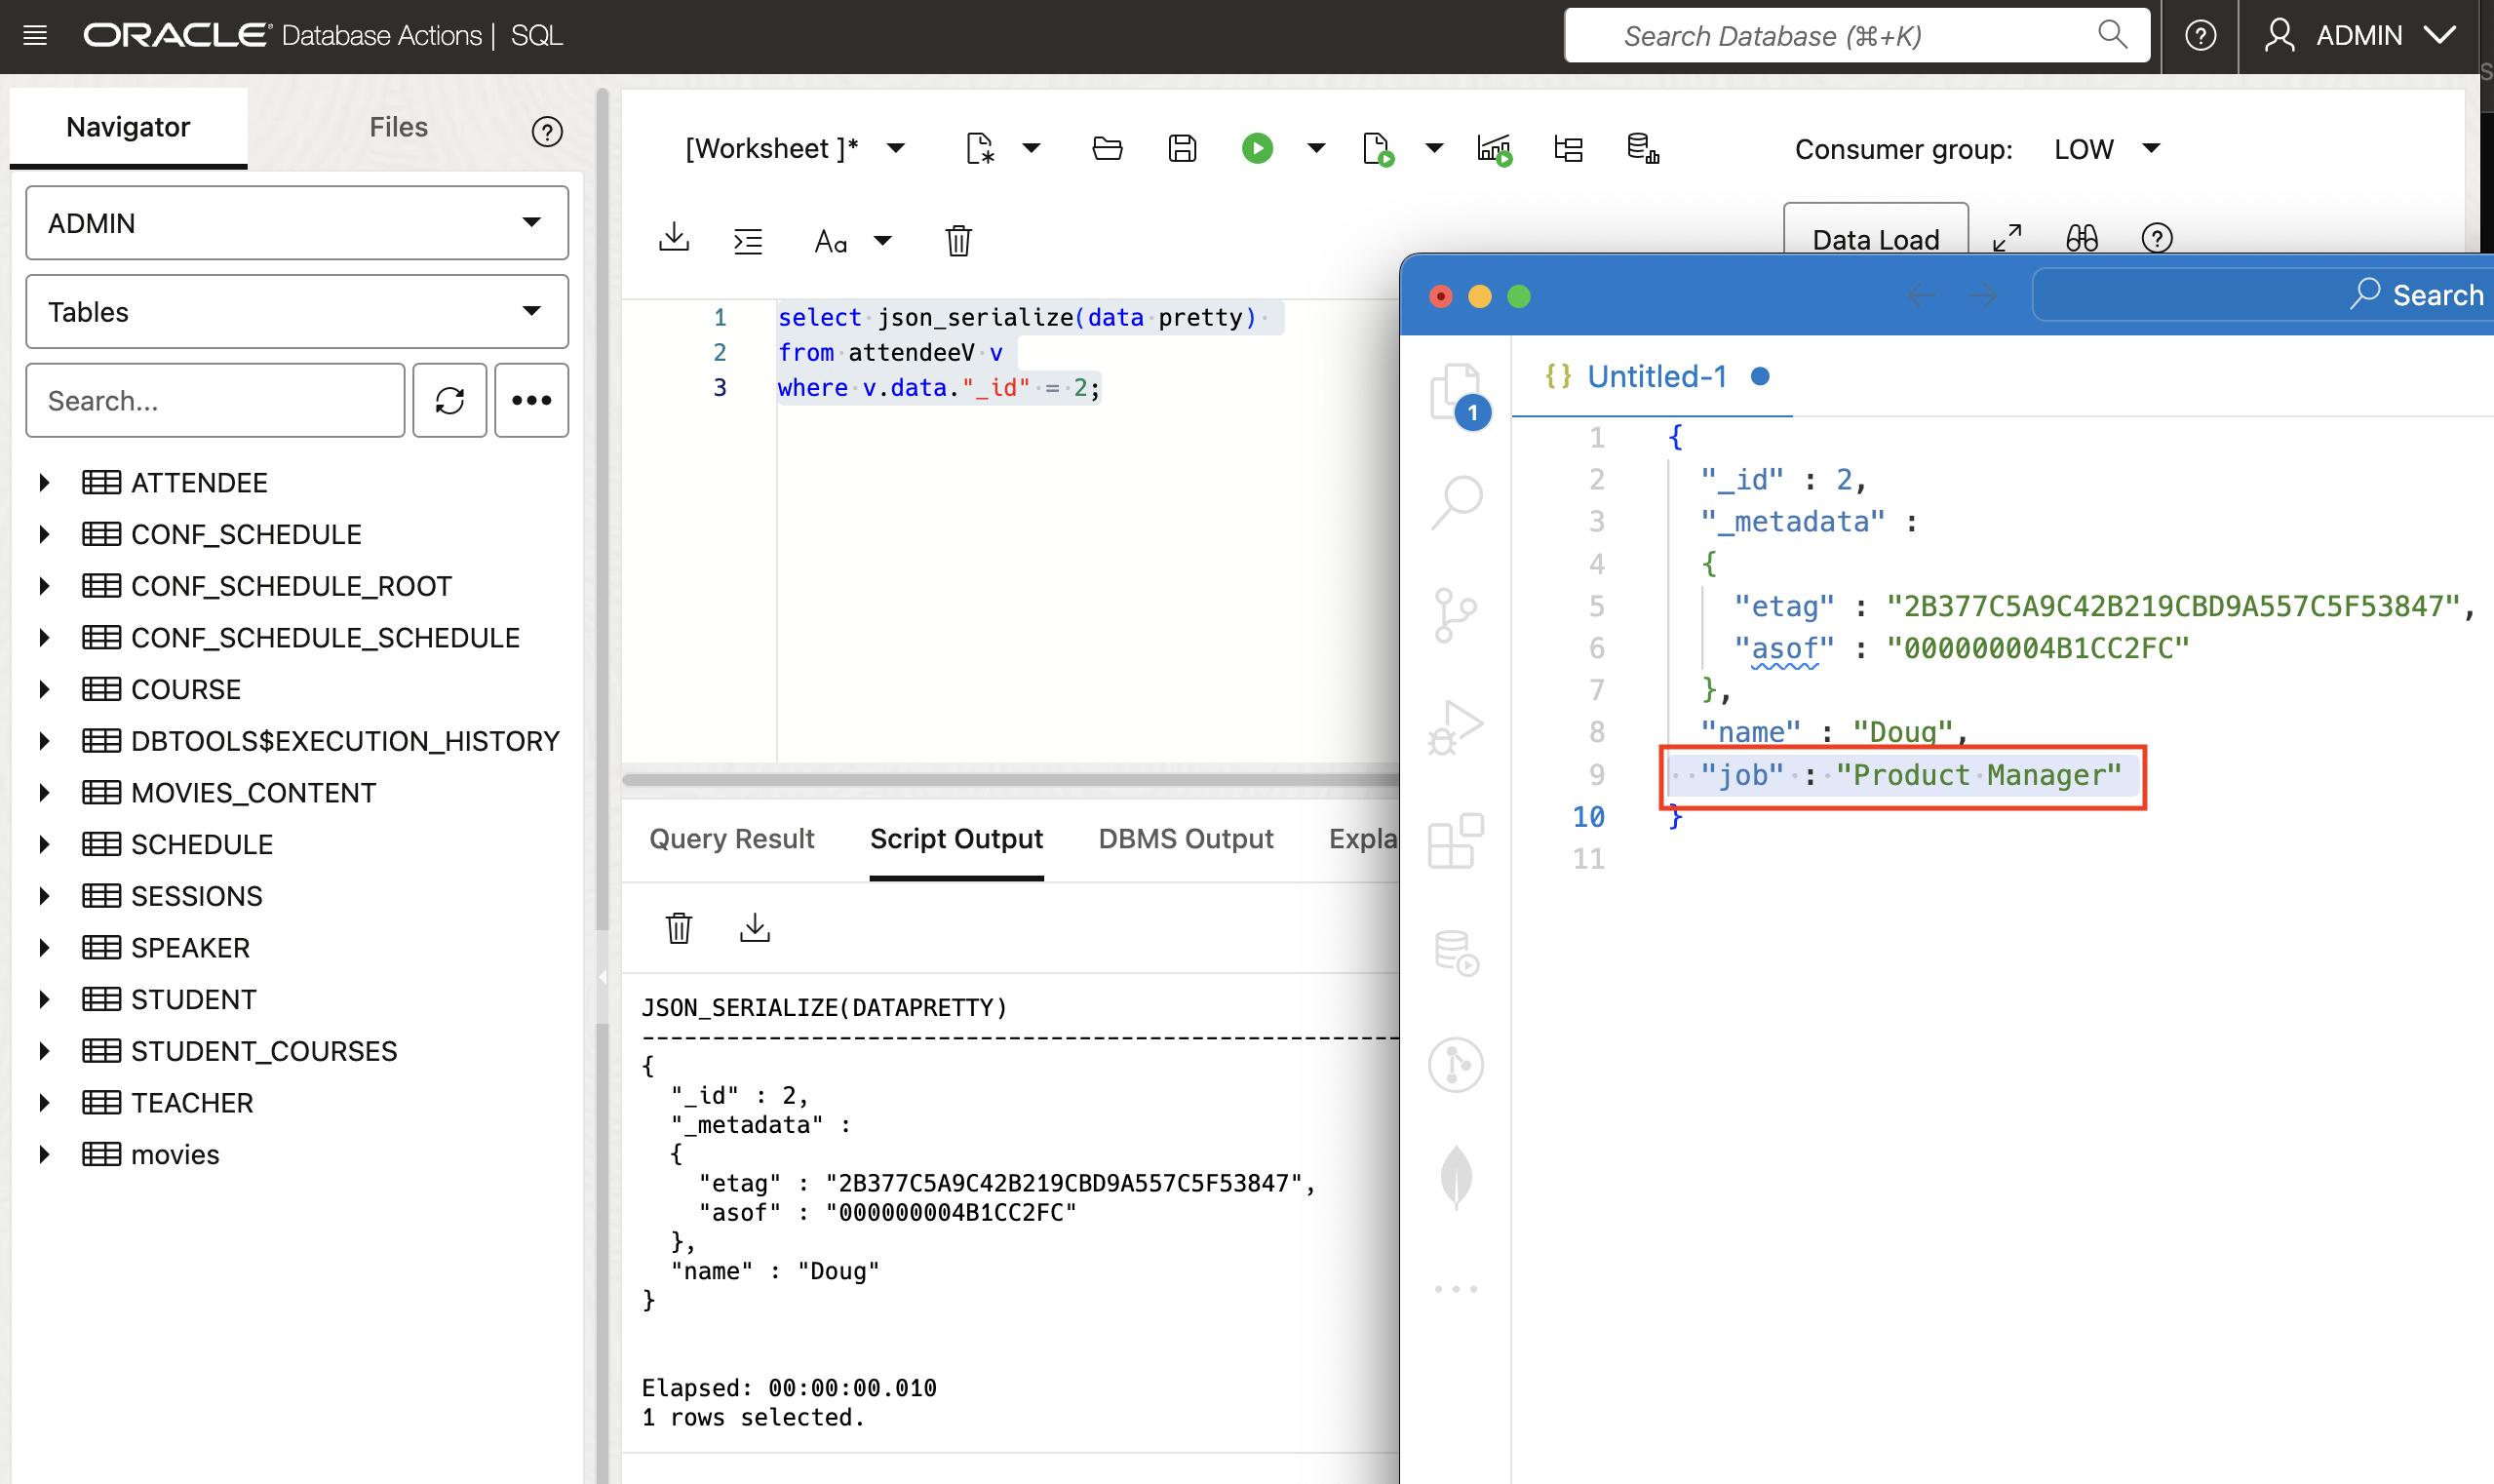 ORACLE Database Actions | SQL
Search Database (⌘+K)
ADMIN
Navigator
Files
ADMIN
Tables
Search...
ATTENDEE
CONF_SCHEDULE
CONF_SCHEDULE_ROOT
CONF_SCHEDULE_SCHEDULE
COURSE
DBTOOLS$EXECUTION_HISTORY
MOVIES_CONTENT
SCHEDULE
SESSIONS
SPEAKER
STUDENT
STUDENT_COURSES
TEACHER
movies
[Worksheet ]*
Consumer group: LOW
Aa
Data Load
1 select json_serialize(data pretty)
2 from attendeeV v
3 where v.data."_id" = 2;
Query Result
Script Output
DBMS Output
Expla
JSON_SERIALIZE(DATAPRETTY)
{
"_id" : 2,
"_metadata" :
{
"etag" : "2B377C5A9C42B219CBD9A557C5F53847",
"asof" : "000000004B1CC2FC"
},
"name" : "Doug"
}
Elapsed: 00:00:00.010
1 rows selected.
Search
1
{} Untitled-1
1 {
2 "_id" : 2,
3 "_metadata" :
4 {
5 "etag" : "2B377C5A9C42B219CBD9A557C5F53847",
6 "asof" : "000000004B1CC2FC"
7 },
8 "name" : "Doug",
9 "job" : "Product Manager"
10 }
11